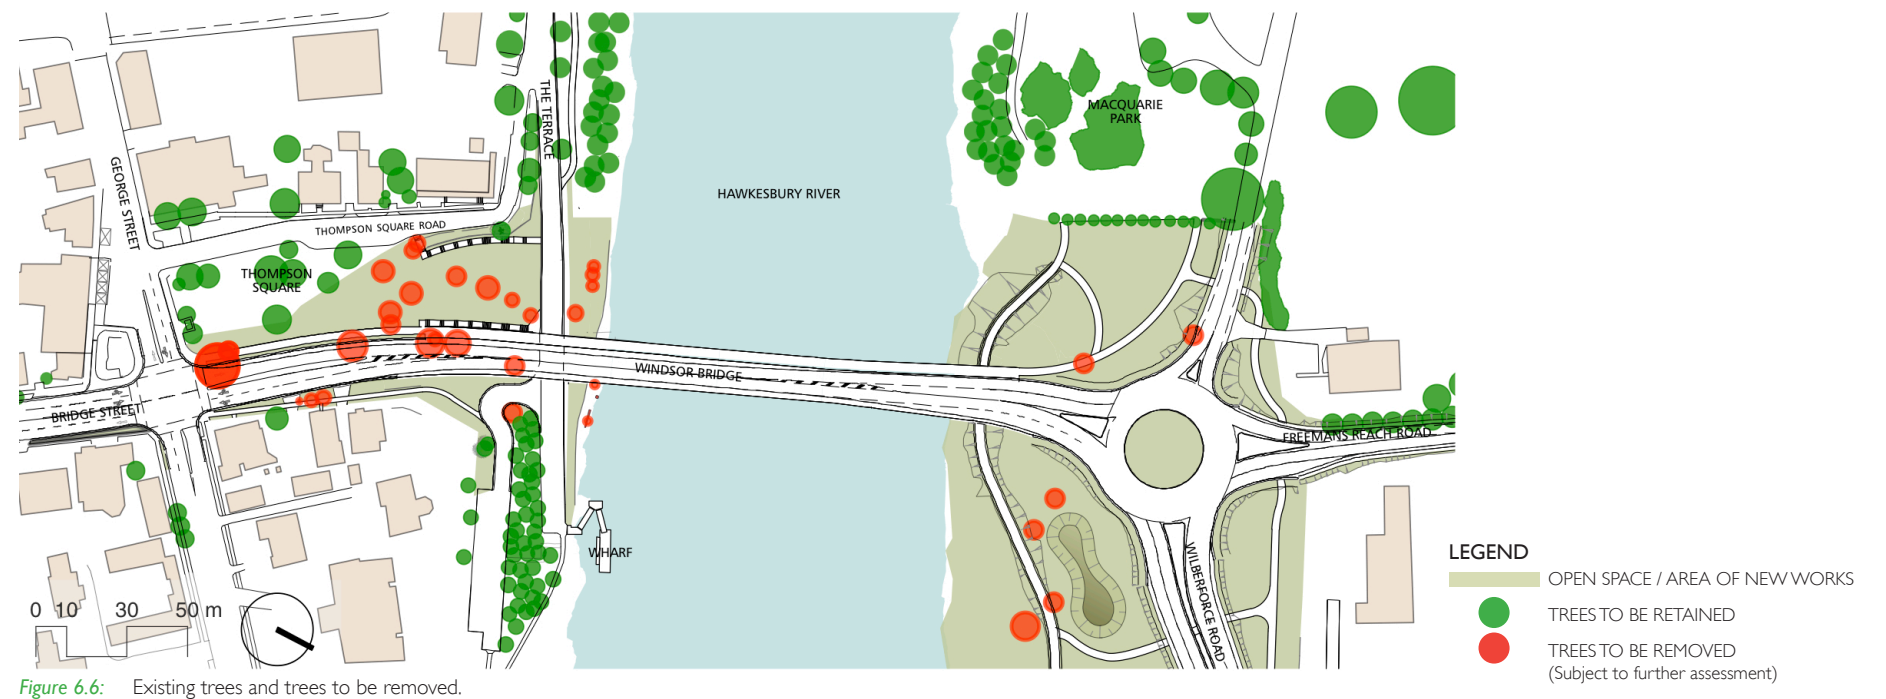 GEORGE STREET
THE TERRACE
MACQUARIE
PARK
HAWKESBURY RIVER
THOMPSON SQUARE ROAD
THOMPSON
SQUARE
WINDSOR BRIDGE
BRIDGE STREET
FREEMANS REACH ROAD
WHARF
WILBERFORCE ROAD
0 10 30 50 m
LEGEND
OPEN SPACE / AREA OF NEW WORKS
TREES TO BE RETAINED
TREES TO BE REMOVED
(Subject to further assessment)
Figure 6.6: Existing trees and trees to be removed.